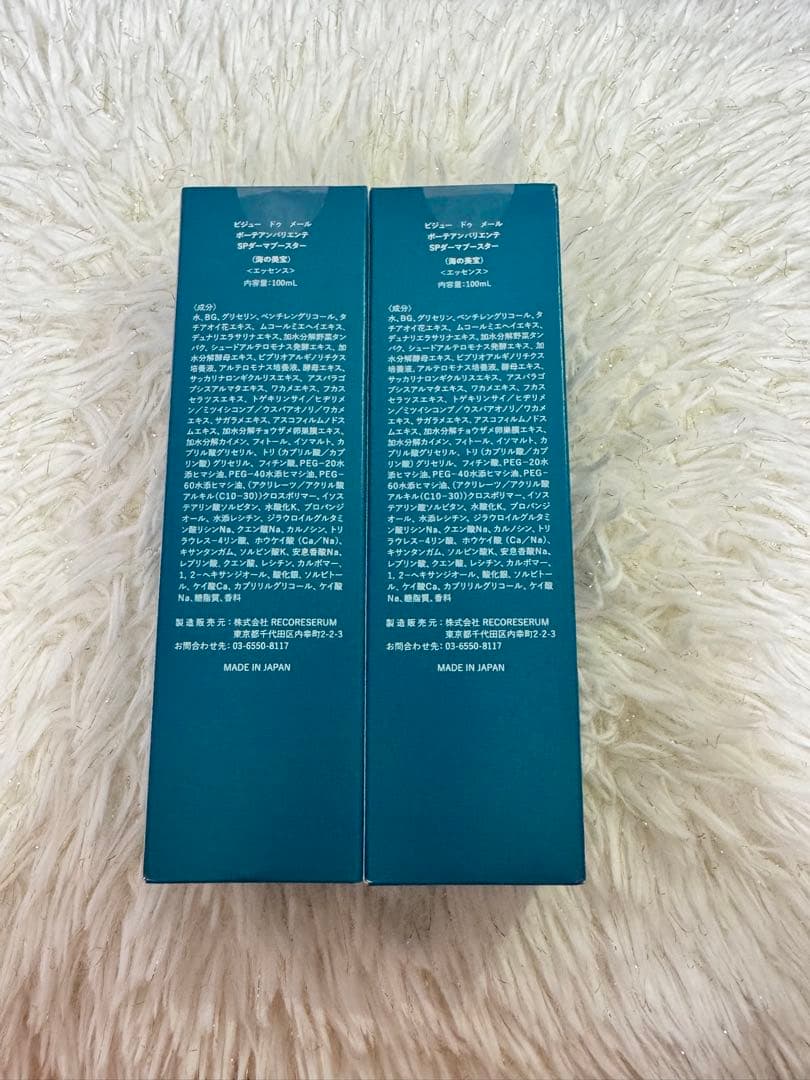 ビジュー ドゥ メール
ボーテアンバリエンテ
SPダーマブースター
(海の美宝)
<エッセンス>
内容量:100mL
〈成分〉
水、BG、グリセリン、ペンチレングリコール、タ
チアオイ花エキス、 ムコールミエヘイエキス、
デュナリエラサリナエキス、加水分解野菜タン
パク、シュードアルテロモナス発酵エキス、加
水分解酵母エキス、ビブリオアルギノリチクス
培養液、アルテロモナス培養液、酵母エキス、
サッカリナロンギクルリスエキス、 アスパラゴ
プシスアルマタエキス、ワカメエキス、フカス
セラツスエキス、 トゲキリンサイ/ヒヂリメ
ン/ミツイシコンブ/ウスバアオノリ/ワカメ
エキス、サガラメエキス、アスコフィルムノドス
ムエキス、加水分解チョウザメ卵巣膜エキス、
加水分解カイメン、フィトール、イソマルト、カ
プリル酸グリセリル、トリ(カプリル酸/カプ
リン酸)グリセリル、 フィチン酸、PEG-20水
添ヒマシ油、PEG-40水添ヒマシ油、PEG-
60水添ヒマシ油、(アクリレーツ/アクリル酸
アルキル(C10-30))クロスポリマー、イソス
テアリン酸ソルビタン、水酸化K、プロパンジ
オール、水添レシチン、ジラウロイルグルタミ
ン酸リシンNa、クエン酸Na、カルノシン、トリ
ラウレス-4リン酸、ホウケイ酸(Ca/Na)、
キサンタンガム、ソルビン酸K、安息香酸Na、
レブリン酸、クエン酸、レシチン、カルボマー、
1,2-ヘキサンジオール、酸化銀、ソルビトー
ル、ケイ酸Ca、カプリリルグリコール、ケイ酸
Na、糖脂質、香料
製造販売元:株式会社 RECORESERUM
東京都千代田区内幸町2-2-3
お問合わせ先:03-6550-8117
MADE IN JAPAN
ビジュー ドゥ メール
ボーテアンバリエンテ
SPダーマブースター
(海の美宝)
<エッセンス>
内容量:100mL
〈成分〉
水、BG、グリセリン、ペンチレングリコール、タ
チアオイ花エキス、 ムコールミエヘイエキス、
デュナリエラサリナエキス、加水分解野菜タン
パク、シュードアルテロモナス発酵エキス、加
水分解酵母エキス、ビブリオアルギノリチクス
培養液、アルテロモナス培養液、酵母エキス、
サッカリナロンギクルリスエキス、 アスパラゴ
プシスアルマタエキス、ワカメエキス、フカス
セラツスエキス、 トゲキリンサイ/ヒヂリメン
/ミツイシコンブ/ウスバアオノリ/ワカメ
エキス、サガラメエキス、アスコフィルムノドス
ムエキス、加水分解チョウザメ卵巣膜エキス、
加水分解カイメン、フィトール、イソマルト、カ
プリル酸グリセリル、トリ(カプリル酸/カプ
リン酸)グリセリル、 フィチン酸、PEG-20水
添ヒマシ油、PEG-40水添ヒマシ油、PEG-
60水添ヒマシ油、(アクリレーツ/アクリル酸
アルキル(C10-30))クロスポリマー、イソス
テアリン酸ソルビタン、水酸化K、プロパンジ
オール、水添レシチン、ジラウロイルグルタミ
ン酸リシンNa、クエン酸Na、カルノシン、トリ
ラウレス-4リン酸、ホウケイ酸(Ca/Na)、
キサンタンガム、ソルビン酸K、安息香酸Na、
レブリン酸、クエン酸、レシチン、カルボマー、
1,2-ヘキサンジオール、酸化銀、ソルビトー
ル、ケイ酸Ca、カプリリルグリコール、ケイ酸
Na、糖脂質、香料
製造販売元:株式会社 RECORESERUM
東京都千代田区内幸町2-2-3
お問合わせ先:03-6550-8117
MADE IN JAPAN